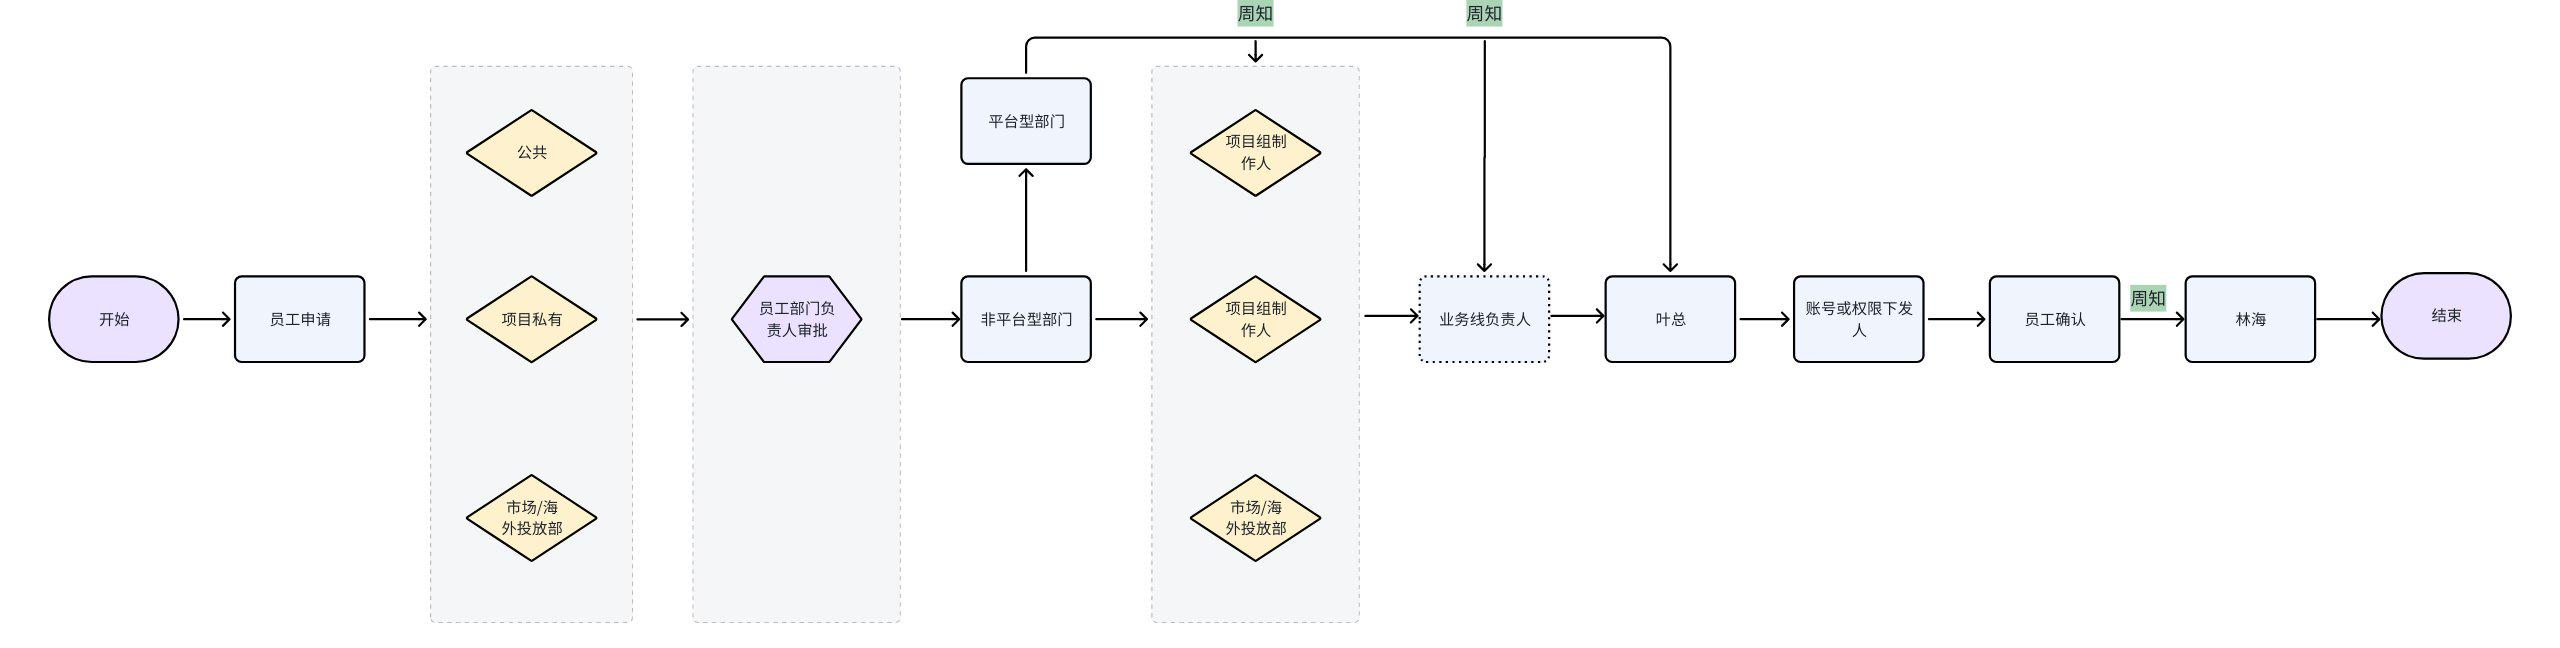 周知
周知
平台型部门
公共
项目组制
作人
开始
员工申请
项目私有
员工部门负
责人审批
非平台型部门
项目组制
作人
业务线负责人
叶总
账号或权限下发
人
员工确认
周知
林海
结束
市场/海
外投放部
市场/海
外投放部